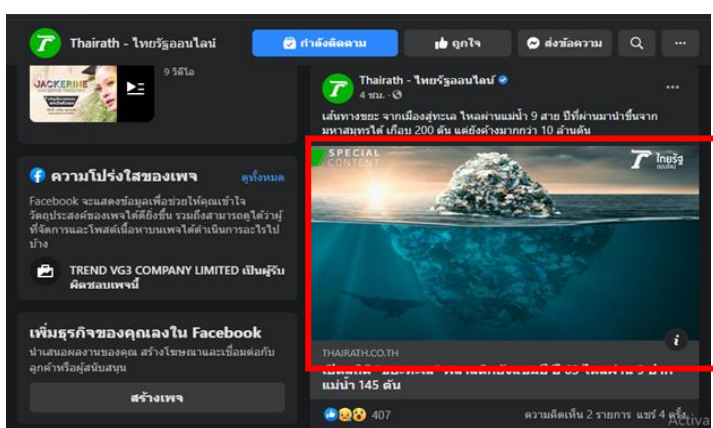 Thairath - ไทยรัฐออนไลน์
กำลังติดตาม
ถูกใจ
ส่งข้อความ
JACKERINE
9 วิดีโอ
ความโปร่งใสของเพจ
ดูทั้งหมด
Facebook จะแสดงข้อมูลเพื่อช่วยให้คุณเข้าใจ
วัตถุประสงค์ของเพจได้ดียิ่งขึ้น รวมถึงสามารถดูได้ว่าผู้
ที่จัดการและโพสต์เนื้อหาบนเพจได้ดำเนินการอะไรไป
บ้าง
TREND VG3 COMPANY LIMITED เป็นผู้รับ
ผิดชอบเพจนี้
เพิ่มธุรกิจของคุณลงใน Facebook
นำเสนอผลงานของคุณ สร้างโฆษณาและเชื่อมต่อกับ
ลูกค้าหรือผู้สนับสนุน
สร้างเพจ
Thairath - ไทยรัฐออนไลน์
4 ชม.
เส้นทางขยะ จากเมืองสู่ทะเล ไหลผ่านแม่น้ำ 9 สาย ปีที่ผ่านมานำขึ้นจาก
มหาสมุทรได้ เกือบ 200 ตัน แต่ยังค้างมากกว่า 10 ล้านตัน
SPECIAL
CONTENT
ไทยรัฐ
ออนไลน์
THAIRATH.CO.TH
แม่น้ำ 145 ตัน
407
ความคิดเห็น 2 รายการ แชร์ 4 ครั้ง
Activa